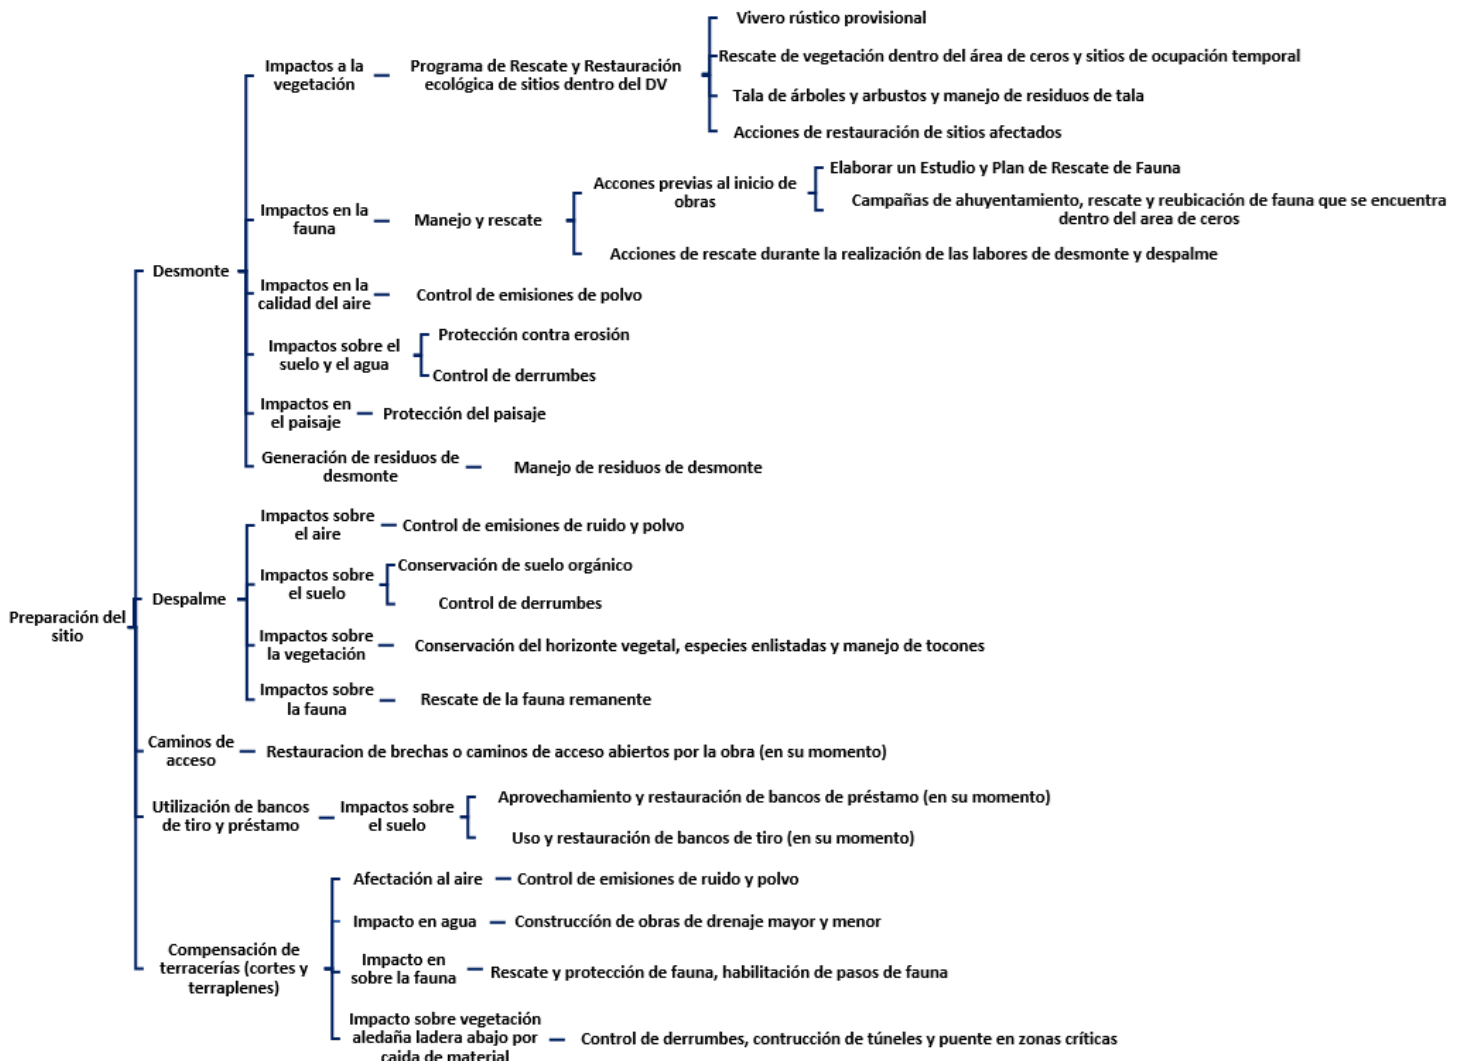 Preparación del
sitio
Desmonte
Impactos a la
vegetación
Programa de Rescate y Restauración
ecológica de sitios dentro del DV
Vivero rústico provisional
Rescate de vegetación dentro del área de ceros y sitios de ocupación temporal
Tala de árboles y arbustos y manejo de residuos de tala
Acciones de restauración de sitios afectados
Impactos en la
fauna
Manejo y rescate
Accones previas al inicio de
obras
Elaborar un Estudio y Plan de Rescate de Fauna
Campañas de ahuyentamiento, rescate y reubicación de fauna que se encuentra
dentro del area de ceros
Acciones de rescate durante la realización de las labores de desmonte y despalme
Impactos en la
calidad del aire
Control de emisiones de polvo
Impactos sobre el
suelo y el agua
Protección contra erosión
Control de derrumbes
Impactos en
el paisaje
Protección del paisaje
Generación de residuos de
desmonte
Manejo de residuos de desmonte
Despalme
Impactos sobre
el aire
Control de emisiones de ruido y polvo
Impactos sobre
el suelo
Conservación de suelo orgánico
Control de derrumbes
Impactos sobre
la vegetación
Conservación del horizonte vegetal, especies enlistadas y manejo de tocones
Impactos sobre
la fauna
Rescate de la fauna remanente
Caminos de
acceso
Restauracion de brechas o caminos de acceso abiertos por la obra (en su momento)
Utilización de bancos
de tiro y préstamo
Impactos sobre
el suelo
Aprovechamiento y restauración de bancos de préstamo (en su momento)
Uso y restauración de bancos de tiro (en su momento)
Compensación de
terracerías (cortes y
terraplenes)
Afectación al aire
Control de emisiones de ruido y polvo
Impacto en agua
Construccíón de obras de drenaje mayor y menor
Impacto en
sobre la fauna
Rescate y protección de fauna, habilitación de pasos de fauna
Impacto sobre vegetación
aledaña ladera abajo por
caida de material
Control de derrumbes, contrucción de túneles y puente en zonas críticas